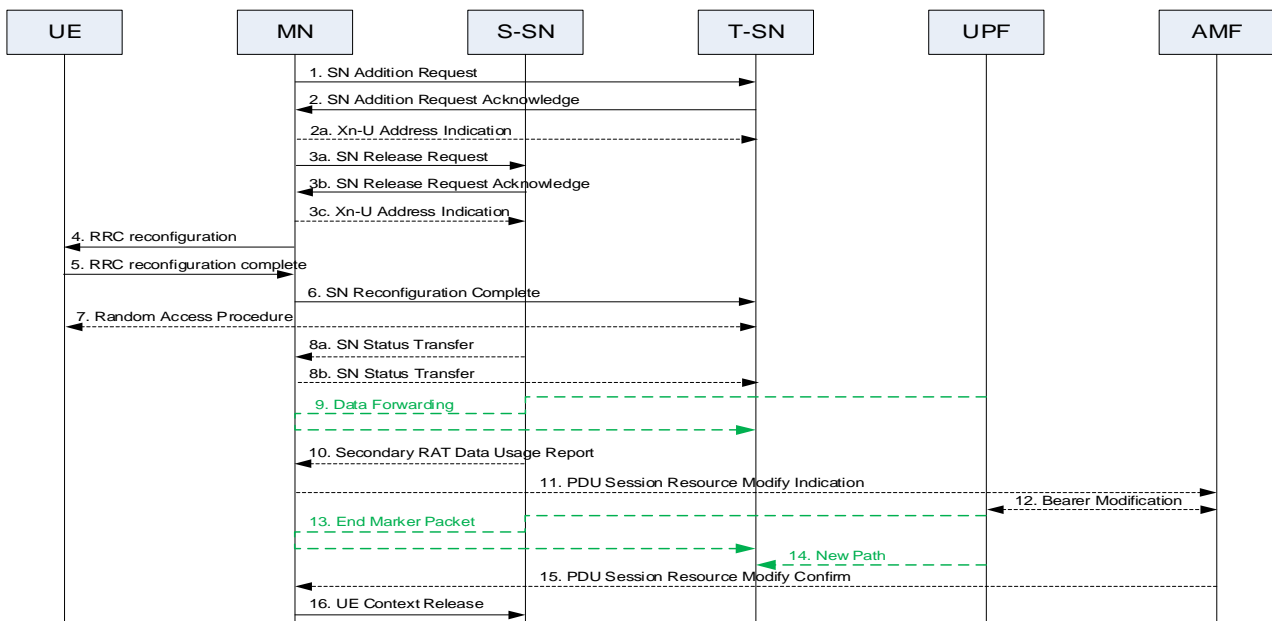 UE MN S-SN T-SN UPF AMF
1. SN Addition Request
2. SN Addition Request Acknowledge
2a. Xn-U Address Indication
3a. SN Release Request
3b. SN Release Request Acknowledge
3c. Xn-U Address Indication
4. RRC reconfiguration
5. RRC reconfiguration complete
6. SN Reconfiguration Complete
7. Random Access Procedure
8a. SN Status Transfer
8b. SN Status Transfer
9. Data Forwarding
10. Secondary RAT Data Usage Report
11. PDU Session Resource Modify Indication
12. Bearer Modification
13. End Marker Packet
14. New Path
15. PDU Session Resource Modify Confirm
16. UE Context Release